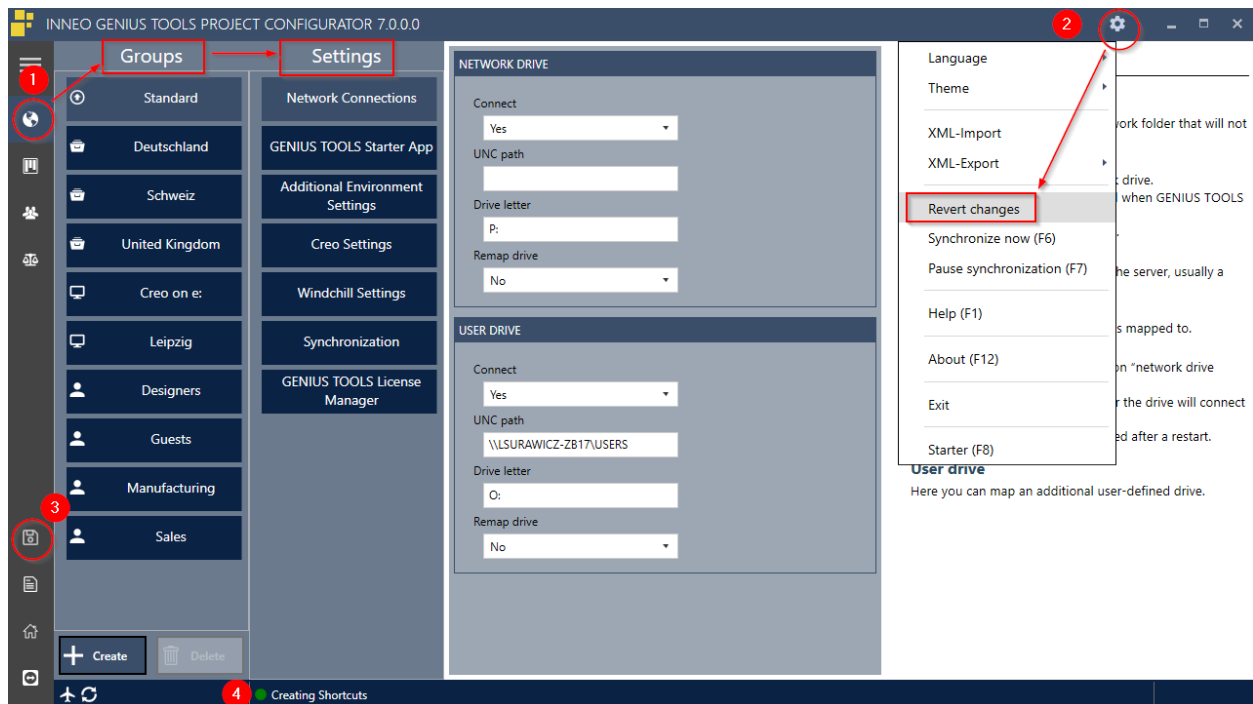 INNEO GENIUS TOOLS PROJECT CONFIGURATOR 7.0.0.0
2
1
Groups
Standard
Deutschland
Schweiz
United Kingdom
Creo on e:
Leipzig
Designers
Guests
Manufacturing
Sales
3
Create
Delete
Settings
Network Connections
GENIUS TOOLS Starter App
Additional Environment
Settings
Creo Settings
Windchill Settings
Synchronization
GENIUS TOOLS License
Manager
NETWORK DRIVE
Connect
Yes
UNC path
Drive letter
P:
Remap drive
No
USER DRIVE
Connect
Yes
UNC path
\\LSURAWICZ-ZB17\USERS
Drive letter
O:
Remap drive
No
Language
Theme
XML-Import
XML-Export
Revert changes
Synchronize now (F6)
Pause synchronization (F7)
Help (F1)
About (F12)
Exit
Starter (F8)
work folder that will not
drive.
when GENIUS TOOLS
the server, usually a
is mapped to.
on "network drive
the drive will connect
after a restart.
User drive
Here you can map an additional user-defined drive.
4
Creating Shortcuts